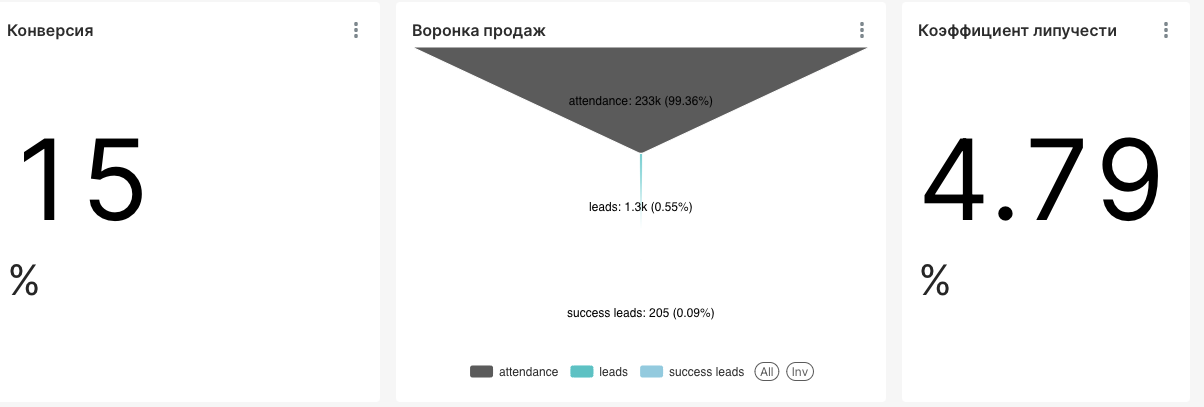 Конверсия
15
%
Воронка продаж
attendance: 233k (99.36%)
leads: 1.3k (0.55%)
success leads: 205 (0.09%)
attendance leads success leads All Inv
Коэффициент липучести
4.79
%